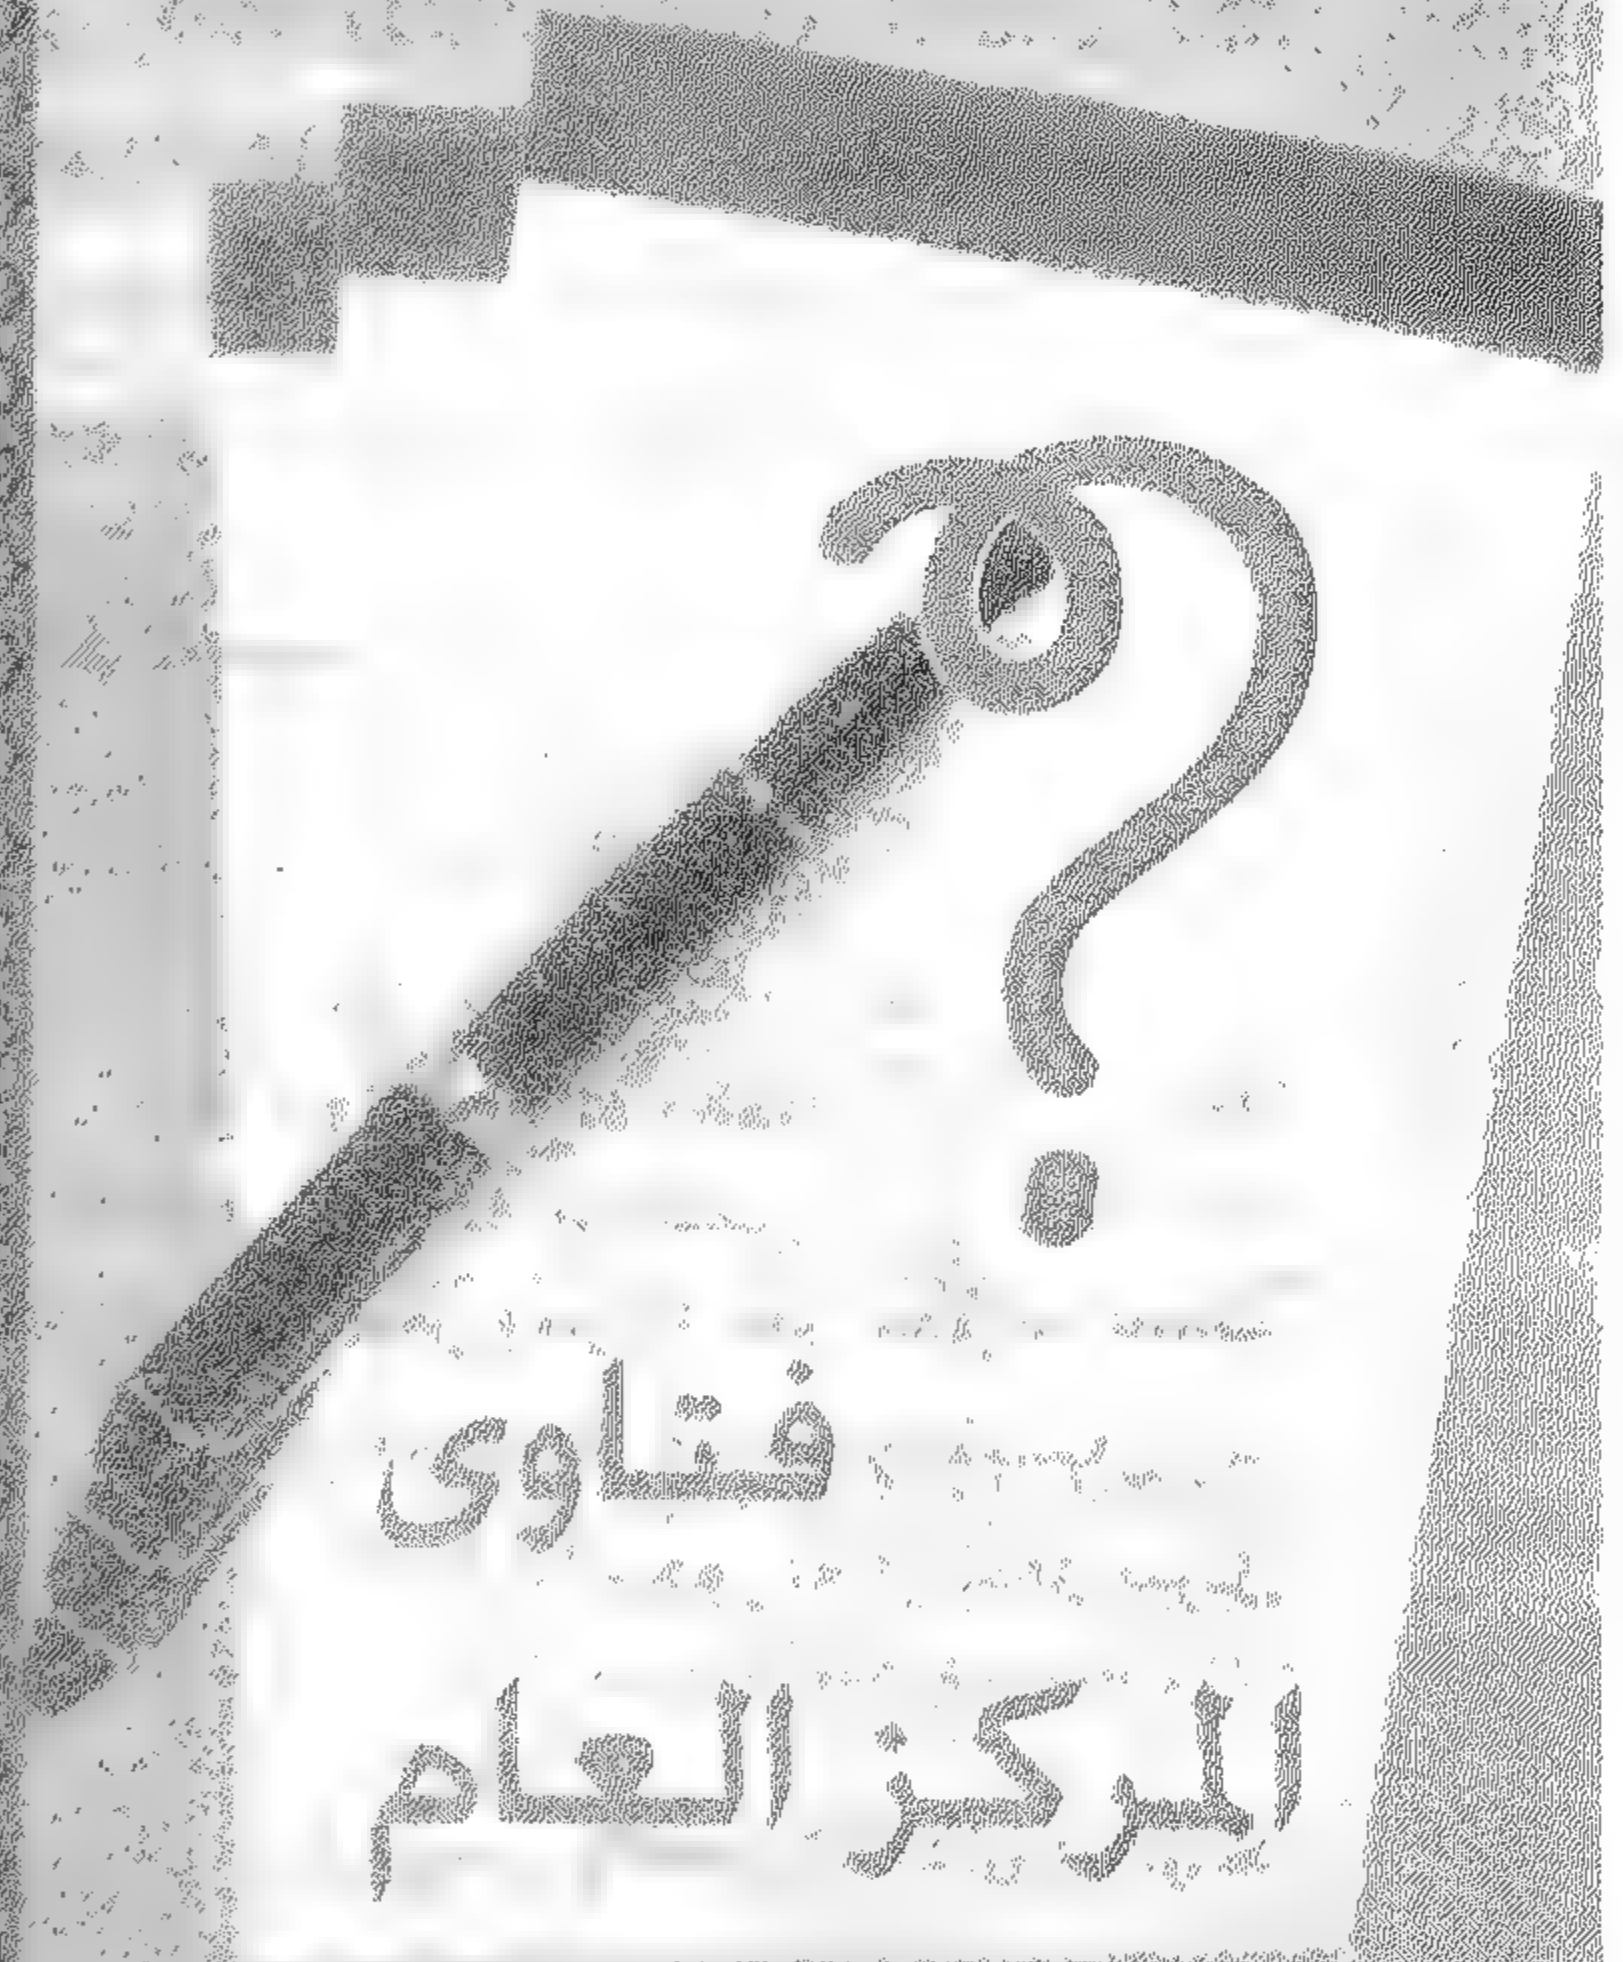 فتاوى
المركز العام